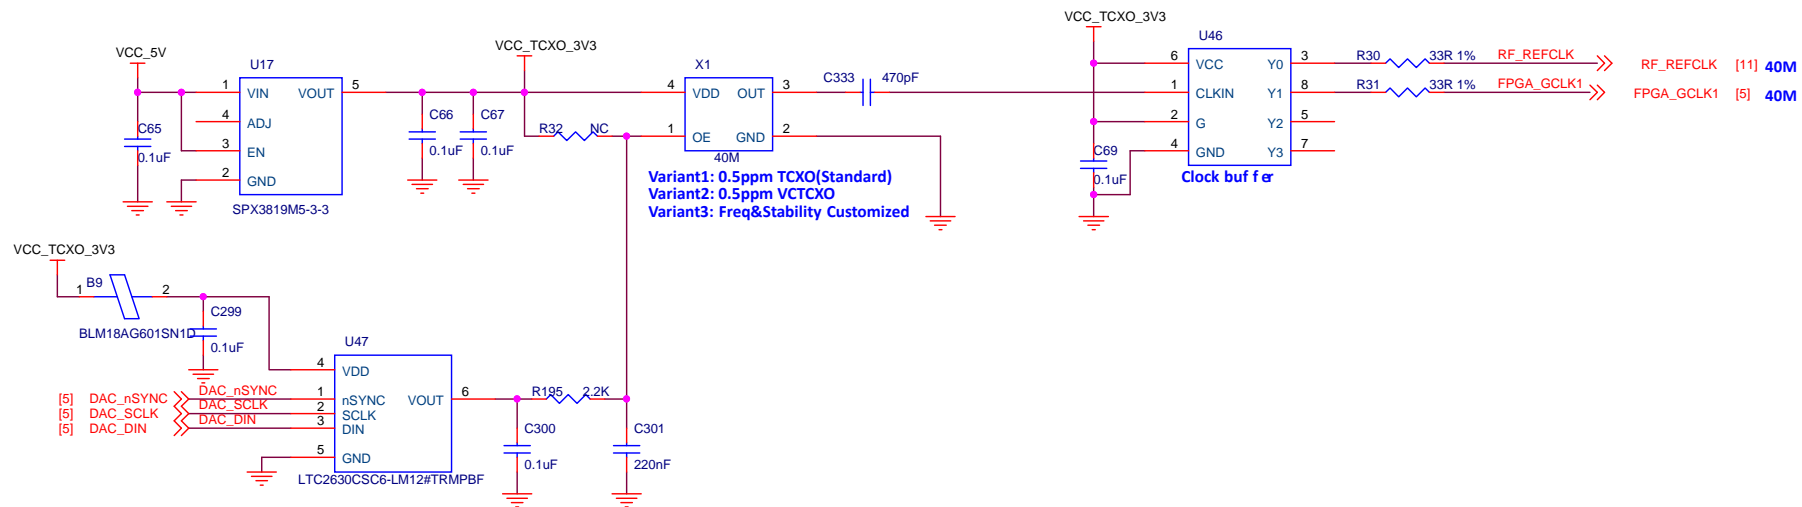 VCC_TCXO_3V3
U46
VCC_5V
VCC_TCXO_3V3
U17
X1
C333 470pF
6 VCC Y0 3 R30 33R 1% RF_REFCLK RF_REFCLK [11] 40M
1 VIN VOUT 5
4 VDD OUT 3
1 CLKIN Y1 8 R31 33R 1% FPGA_GCLK1 FPGA_GCLK1 [5] 40M
4 ADJ
C65
0.1uF
3 EN
2 GND
SPX3819M5-3-3
C66
0.1uF
C67
0.1uF
R32 NC
1 OE GND 2
40M
2 G Y2 5
4 GND Y3 7
C69
0.1uF
Clock buffer
Variant1: 0.5ppm TCXO(Standard)
Variant2: 0.5ppm VCTCXO
Variant3: Freq&Stability Customized
VCC_TCXO_3V3
1 B9 2
BLM18AG601SN1D
C299
0.1uF
U47
4 VDD
[5] DAC_nSYNC DAC_nSYNC 1 nSYNC VOUT 6 R195 2.2K
[5] DAC_SCLK DAC_SCLK 2 SCLK
[5] DAC_DIN DAC_DIN 3 DIN
5 GND
LTC2630CSC6-LM12#TRMPBF
C300
0.1uF
C301
220nF